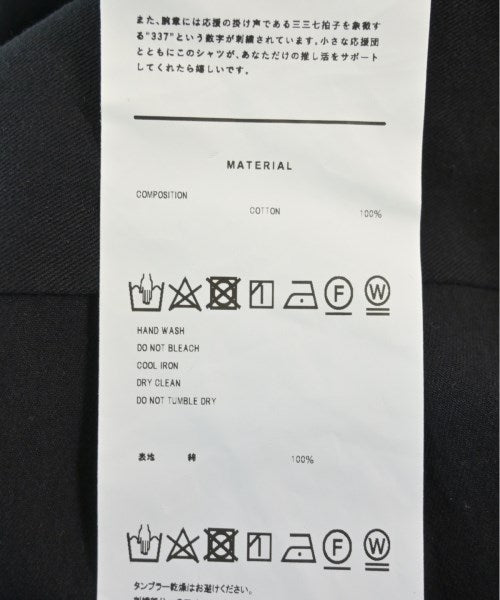 また、腕章には応援の掛け声である三三七拍子を象徴す
る"337"という数字が刺繍されています。小さな応援団
とともにこのシャツが、あなただけの推し活をサポート
してくれたら嬉しいです。
MATERIAL
COMPOSITION
COTTON 100%
F W
HAND WASH
DO NOT BLEACH
COOL IRON
DRY CLEAN
DO NOT TUMBLE DRY
表地 綿 100%
F W
タンブラー乾燥はお避けください。